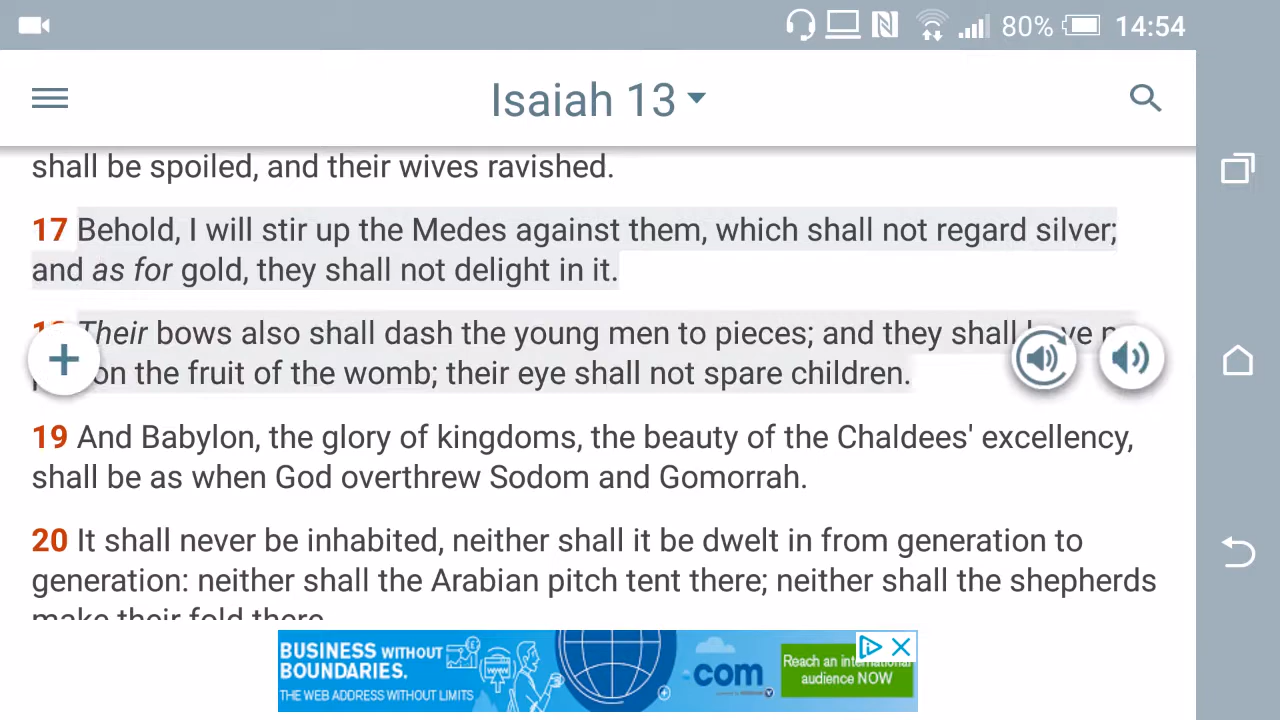 80% 14:54
Isaiah 13
shall be spoiled, and their wives ravished.
17 Behold, I will stir up the Medes against them, which shall not regard silver;
and as for gold, they shall not delight in it.
Their bows also shall dash the young men to pieces; and they shall
on the fruit of the womb; their eye shall not spare children.
19 And Babylon, the glory of kingdoms, the beauty of the Chaldees' excellency,
shall be as when God overthrew Sodom and Gomorrah.
20 It shall never be inhabited, neither shall it be dwelt in from generation to
generation: neither shall the Arabian pitch tent there; neither shall the shepherds
make their fold there
BUSINESS WITHOUT
BOUNDARIES.
THE WEB ADDRESS WITHOUT LIMITS
com
Reach an international
audience NOW